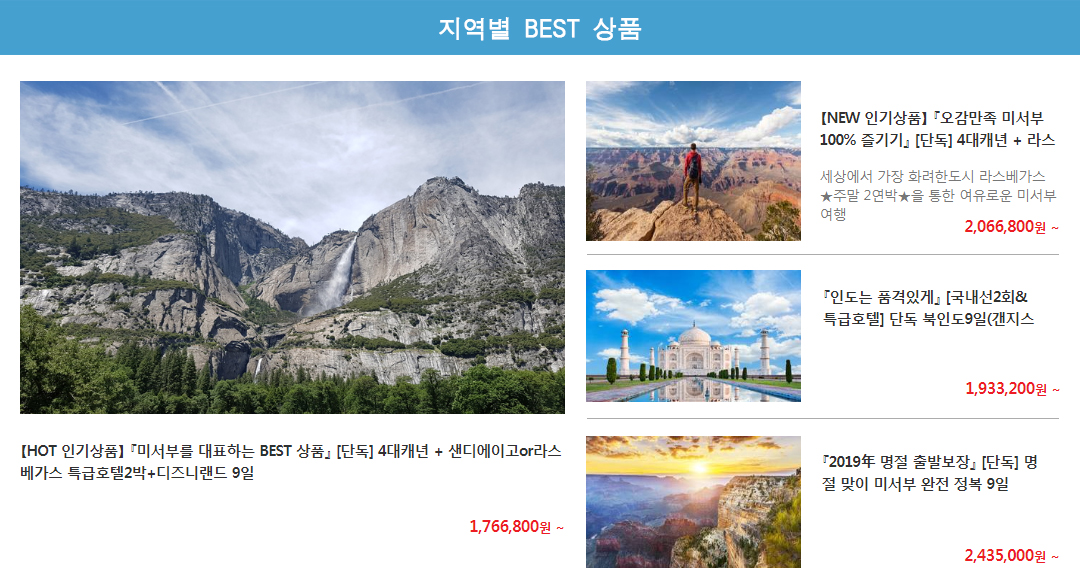 지역별 BEST 상품
【HOT 인기상품】『미서부를 대표하는 BEST 상품』 [단독] 4대캐년 + 샌디에이고or라스
베가스 특급호텔2박+디즈니랜드 9일
1,766,800원 ~
【NEW 인기상품】『오감만족 미서부
100% 즐기기』 [단독] 4대캐년 + 라스
세상에서 가장 화려한도시 라스베가스
★주말 2연박★을 통한 여유로운 미서부
여행
2,066,800원 ~
『인도는 품격있게』 [국내선2회&
특급호텔] 단독 북인도9일(갠지스
1,933,200원 ~
『2019年 명절 출발보장』 [단독] 명
절 맞이 미서부 완전 정복 9일
2,435,000원 ~